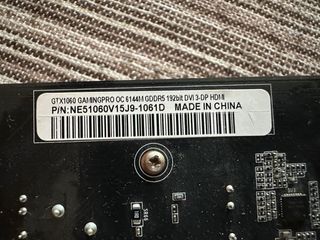 GTX1060 GAMINGPRO OC 6144M GDDR5 192bit DVI 3-DP HDMI
P/N:NE51060V15J9-1061D MADE IN CHINA